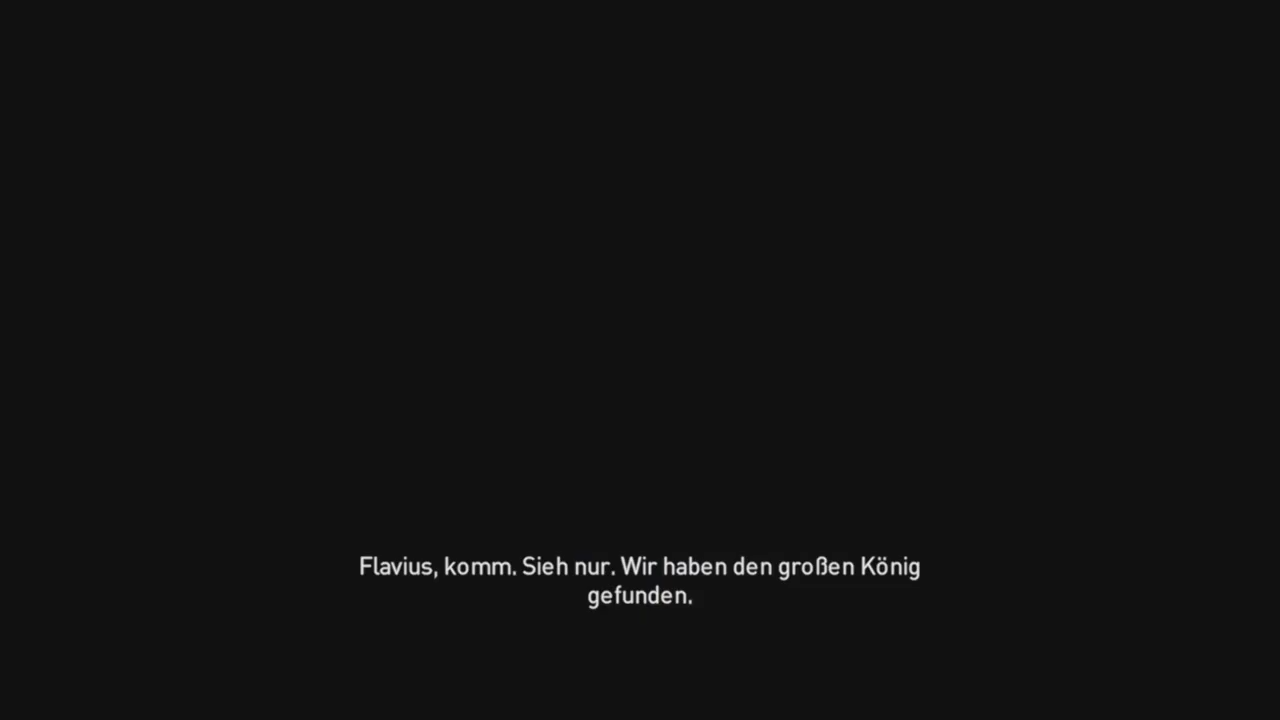 Flavius, komm. Sieh nur. Wir haben den großen König
gefunden.